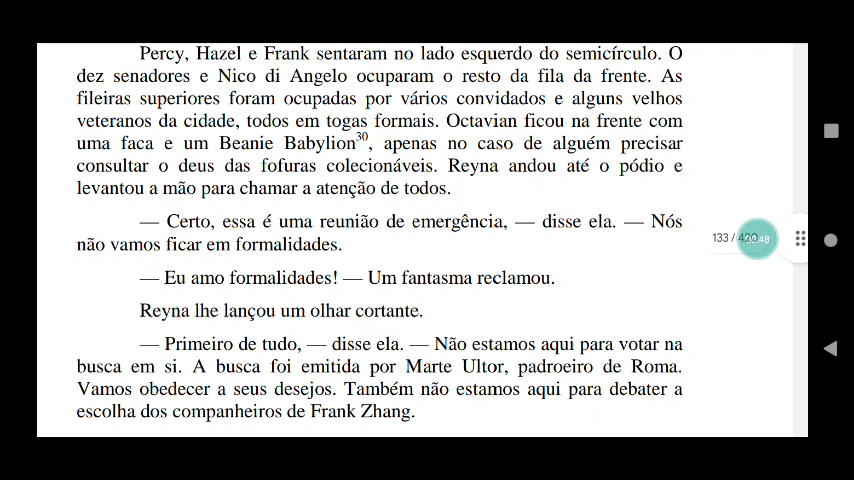 Percy, Hazel e Frank sentaram no lado esquerdo do semicírculo. O
dez senadores e Nico di Angelo ocuparam o resto da fila da frente. As
fileiras superiores foram ocupadas por vários convidados e alguns velhos
veteranos da cidade, todos em togas formais. Octavian ficou na frente com
uma faca e um Beanie Babylion30, apenas no caso de alguém precisar
consultar o deus das fofuras colecionáveis. Reyna andou até o pódio e
levantou a mão para chamar a atenção de todos.
— Certo, essa é uma reunião de emergência, — disse ela. — Nós
não vamos ficar em formalidades.
— Eu amo formalidades! — Um fantasma reclamou.
Reyna lhe lançou um olhar cortante.
— Primeiro de tudo, — disse ela. — Não estamos aqui para votar na
busca em si. A busca foi emitida por Marte Ultor, padroeiro de Roma.
Vamos obedecer a seus desejos. Também não estamos aqui para debater a
escolha dos companheiros de Frank Zhang.
133 /